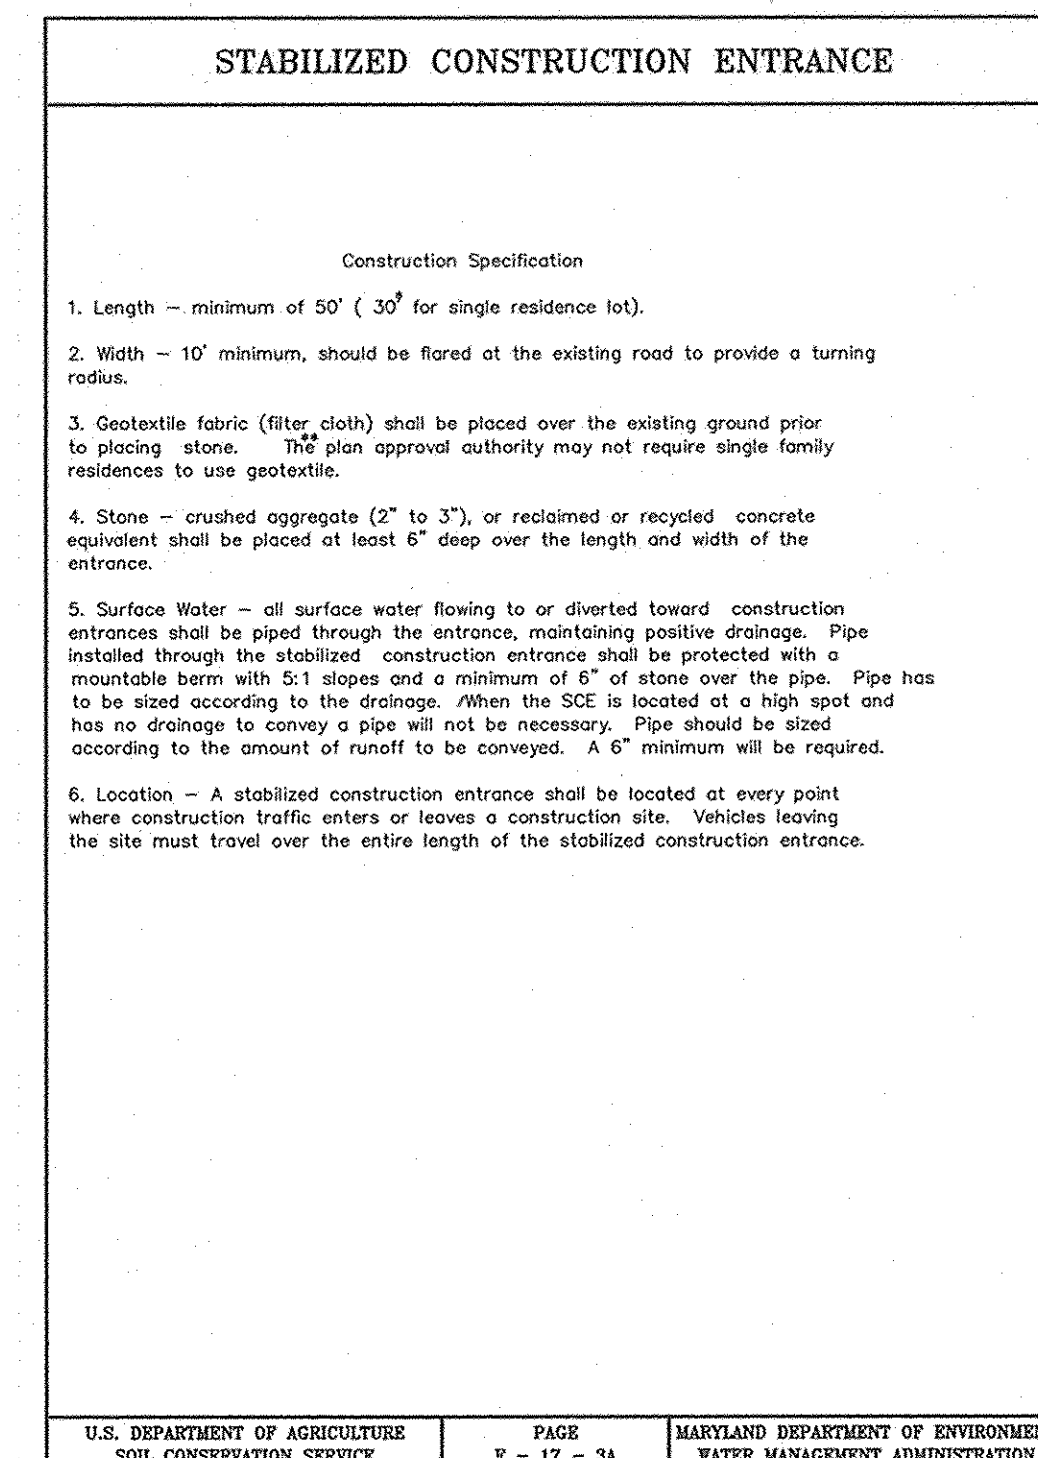 STABILIZED CONSTRUCTION ENTRANCE
Construction Specification
1. Length – minimum of 50' ( 30'* for single residence lot).
2. Width – 10' minimum, should be flared at the existing road to provide a turning
radius.
3. Geotextile fabric (filter cloth) shall be placed over the existing ground prior
to placing stone. The** plan approval authority may not require single family
residences to use geotextile.
4. Stone – crushed aggregate (2" to 3"), or reclaimed or recycled concrete
equivalent shall be placed at least 6" deep over the length and width of the
entrance.
5. Surface Water – all surface water flowing to or diverted toward construction
entrances shall be piped through the entrance, maintaining positive drainage. Pipe
installed through the stabilized construction entrance shall be protected with a
mountable berm with 5:1 slopes and a minimum of 6" of stone over the pipe. Pipe has
to be sized according to the drainage. /When the SCE is located at a high spot and
has no drainage to convey a pipe will not be necessary. Pipe should be sized
according to the amount of runoff to be conveyed. A 6" minimum will be required.
6. Location – A stabilized construction entrance shall be located at every point
where construction traffic enters or leaves a construction site. Vehicles leaving
the site must travel over the entire length of the stabilized construction entrance.
U.S. DEPARTMENT OF AGRICULTURE
SOIL CONSERVATION SERVICE
PAGE
F – 17 – 3A
MARYLAND DEPARTMENT OF ENVIRONME
WATER MANAGEMENT ADMINISTRATION